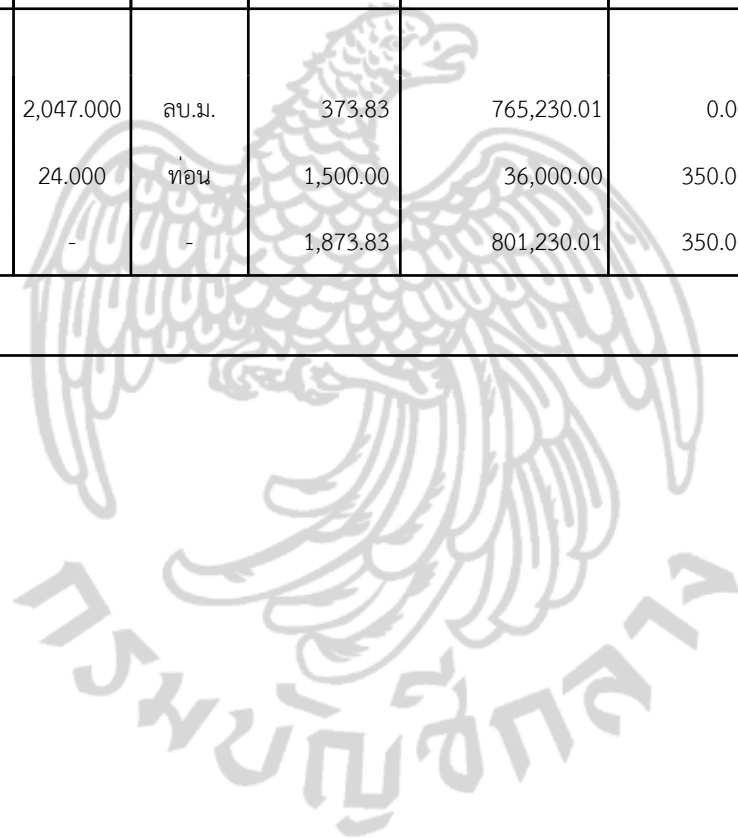 2,047.000 ลบ.ม. 373.83 765,230.01 0.0
24.000 ท่อน 1,500.00 36,000.00 350.0
- - 1,873.83 801,230.01 350.0
กรมบัญชีกลาง